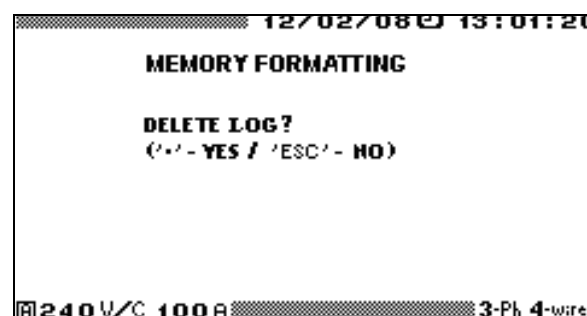 12/02/08 13:01:20
MEMORY FORMATTING
DELETE LOG?
('•'- YES / 'ESC'- NO)
A 240 V/C 100 A 3-Ph 4-wire